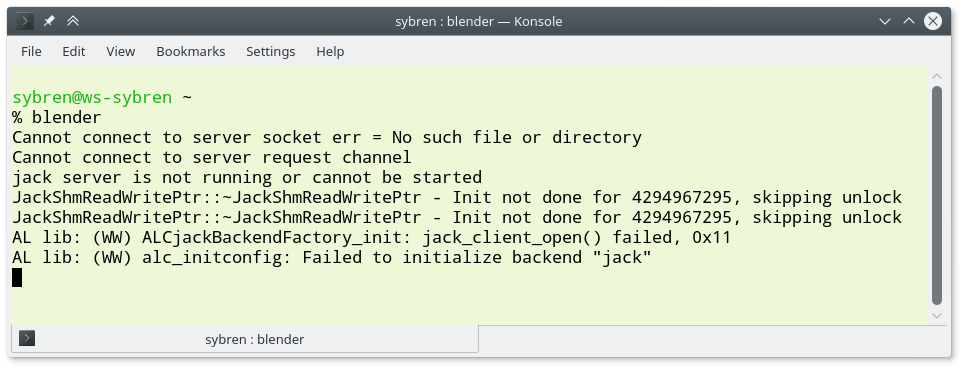 sybren : blender — Konsole
File Edit View Bookmarks Settings Help
sybren@ws-sybren ~
% blender
Cannot connect to server socket err = No such file or directory
Cannot connect to server request channel
jack server is not running or cannot be started
JackShmReadWritePtr::~JackShmReadWritePtr - Init not done for 4294967295, skipping unlock
JackShmReadWritePtr::~JackShmReadWritePtr - Init not done for 4294967295, skipping unlock
AL lib: (WW) ALCjackBackendFactory_init: jack_client_open() failed, 0x11
AL lib: (WW) alc_initconfig: Failed to initialize backend "jack"
sybren : blender